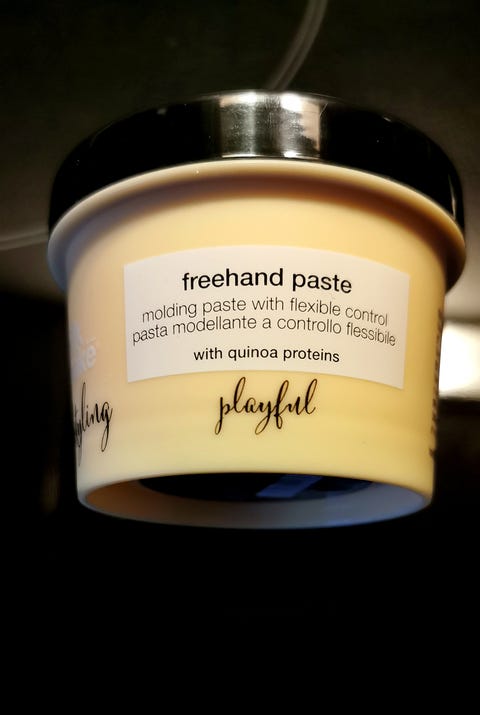 freehand paste
molding paste with flexible control
pasta modellante a controllo flessibile
with quinoa proteins
playful